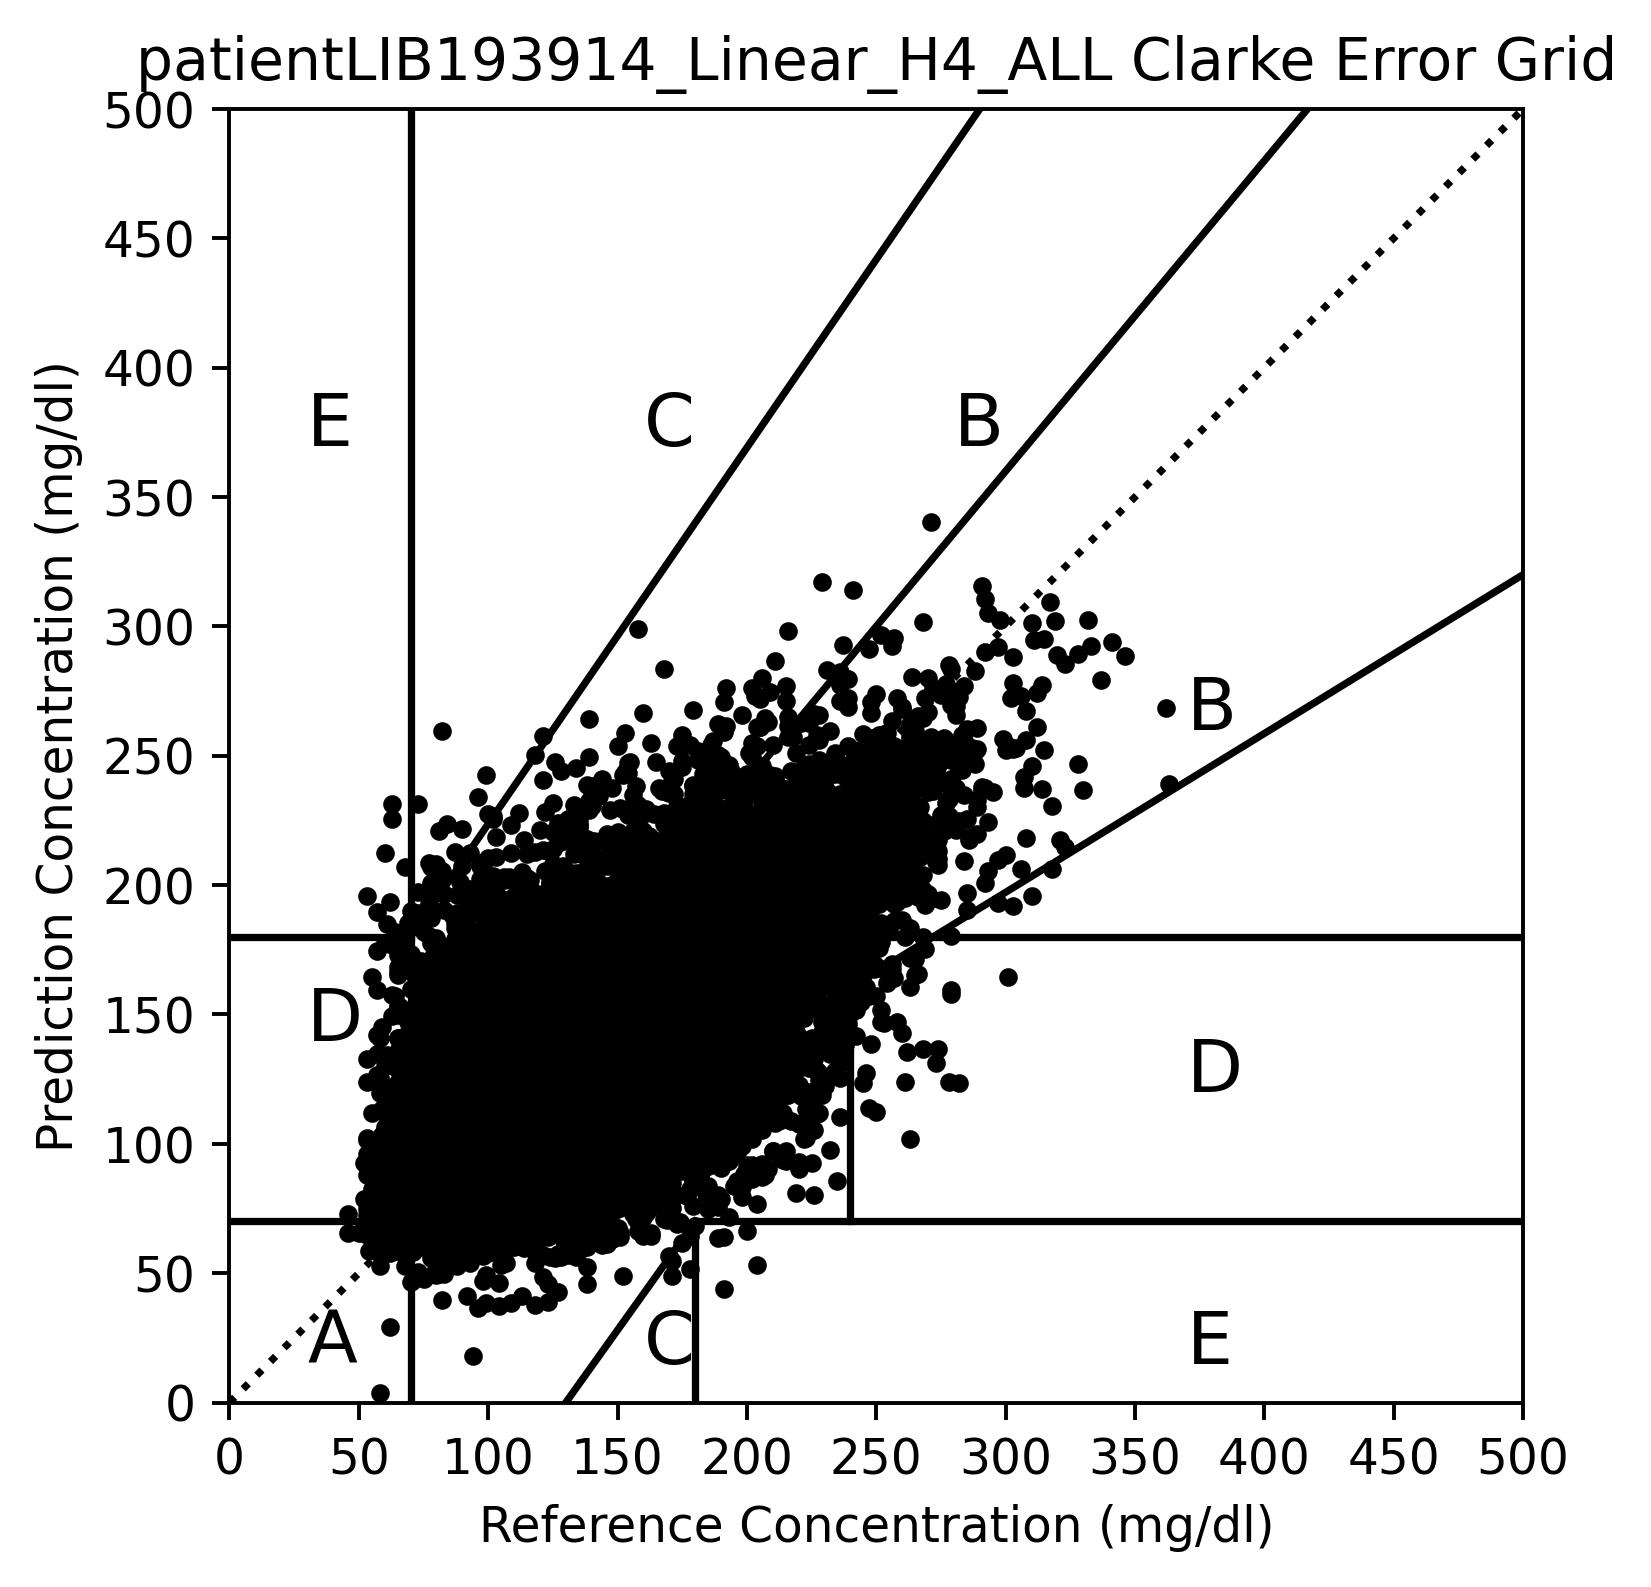 patientLIB193914_Linear_H4_ALL Clarke Error Grid
500
450
400
350
300
250
200
150
100
50
0
Prediction Concentration (mg/dl)
E
C
B
B
D
D
A
C
E
0 50 100 150 200 250 300 350 400 450 500
Reference Concentration (mg/dl)